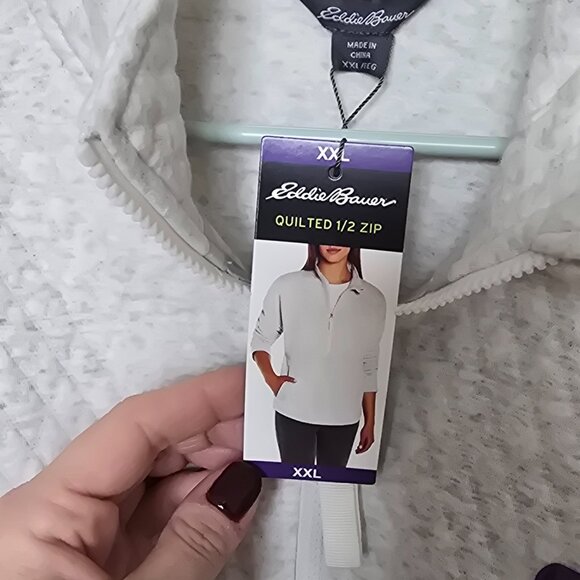 Eddie Bauer
MADE IN
CHINA
XXL/REG
XXL
Eddie Bauer
QUILTED 1/2 ZIP
XXL